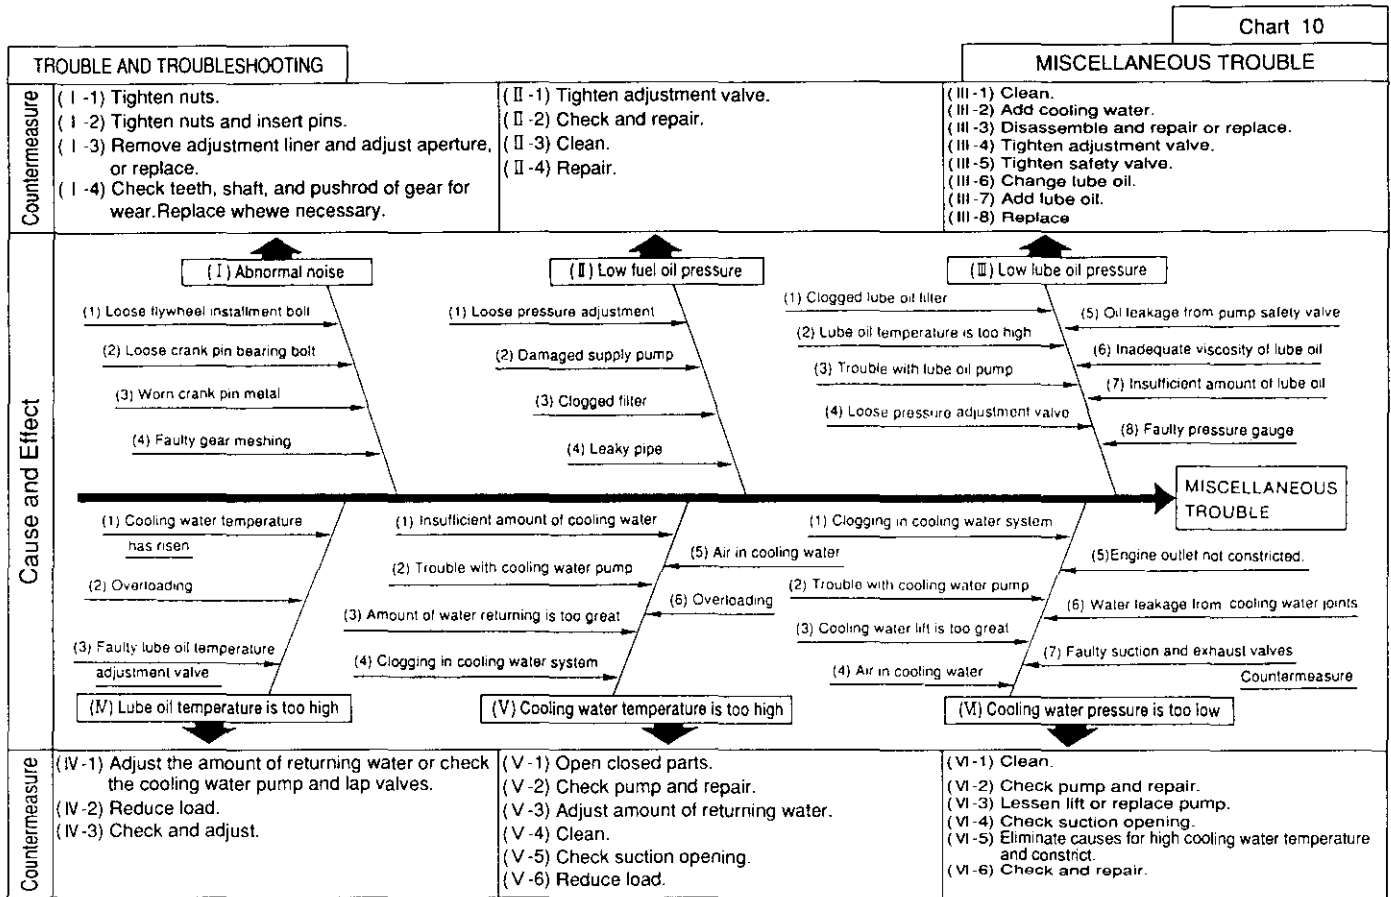 Chart 10
TROUBLE AND TROUBLESHOOTING
MISCELLANEOUS TROUBLE
Countermeasure
( I -1) Tighten nuts.
( I -2) Tighten nuts and insert pins.
( I -3) Remove adjustment liner and adjust aperture,
or replace.
( I -4) Check teeth, shaft, and pushrod of gear for
wear.Replace whewe necessary.
( II -1) Tighten adjustment valve.
( II -2) Check and repair.
( II -3) Clean.
( II -4) Repair.
( III -1) Clean.
( III -2) Add cooling water.
( III -3) Disassemble and repair or replace.
( III -4) Tighten adjustment valve.
( III -5) Tighten safety valve.
( III -6) Change lube oil.
( III -7) Add lube oil.
( III -8) Replace
Cause and Effect
( I ) Abnormal noise
(1) Loose flywheel installment bolt
(2) Loose crank pin bearing bolt
(3) Worn crank pin metal
(4) Faulty gear meshing
( II ) Low fuel oil pressure
(1) Loose pressure adjustment
(2) Damaged supply pump
(3) Clogged filter
(4) Leaky pipe
( III ) Low lube oil pressure
(1) Clogged lube oil filter
(2) Lube oil temperature is too high
(3) Trouble with lube oil pump
(4) Loose pressure adjustment valve
(5) Oil leakage from pump safety valve
(6) Inadequate viscosity of lube oil
(7) Insufficient amount of lube oil
(8) Faulty pressure gauge
MISCELLANEOUS
TROUBLE
(1) Cooling water temperature
has risen
(2) Overloading
(3) Faulty lube oil temperature
adjustment valve
( IV ) Lube oil temperature is too high
(1) Insufficient amount of cooling water
(2) Trouble with cooling water pump
(3) Amount of water returning is too great
(4) Clogging in cooling water system
(5) Air in cooling water
(6) Overloading
( V ) Cooling water temperature is too high
(1) Clogging in cooling water system
(2) Trouble with cooling water pump
(3) Cooling water lift is too great
(4) Air in cooling water
(5)Engine outlet not constricted.
(6) Water leakage from cooling water joints
(7) Faulty suction and exhaust valves
Countermeasure
( VI ) Cooling water pressure is too low
Countermeasure
( IV -1) Adjust the amount of returning water or check
the cooling water pump and lap valves.
( IV -2) Reduce load.
( IV -3) Check and adjust.
( V -1) Open closed parts.
( V -2) Check pump and repair.
( V -3) Adjust amount of returning water.
( V -4) Clean.
( V -5) Check suction opening.
( V -6) Reduce load.
( VI -1) Clean.
( VI -2) Check pump and repair.
( VI -3) Lessen lift or replace pump.
( VI -4) Check suction opening.
( VI -5) Eliminate causes for high cooling water temperature
and constrict.
( VI -6) Check and repair.